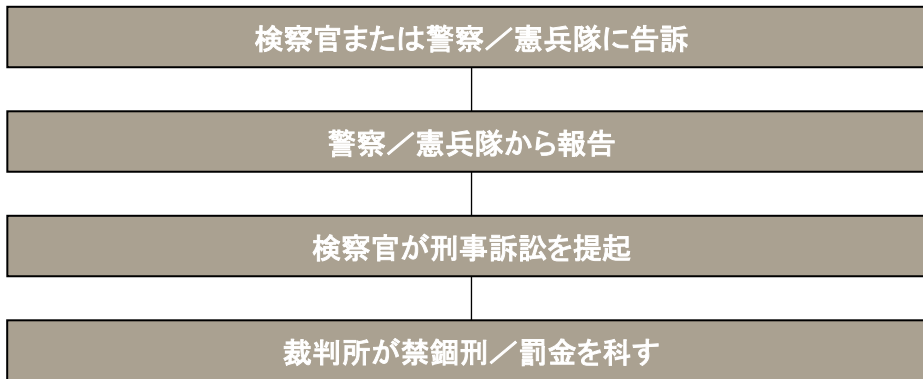 検察官または警察／憲兵隊に告訴
警察／憲兵隊から報告
検察官が刑事訴訟を提起
裁判所が禁錮刑／罰金を科す